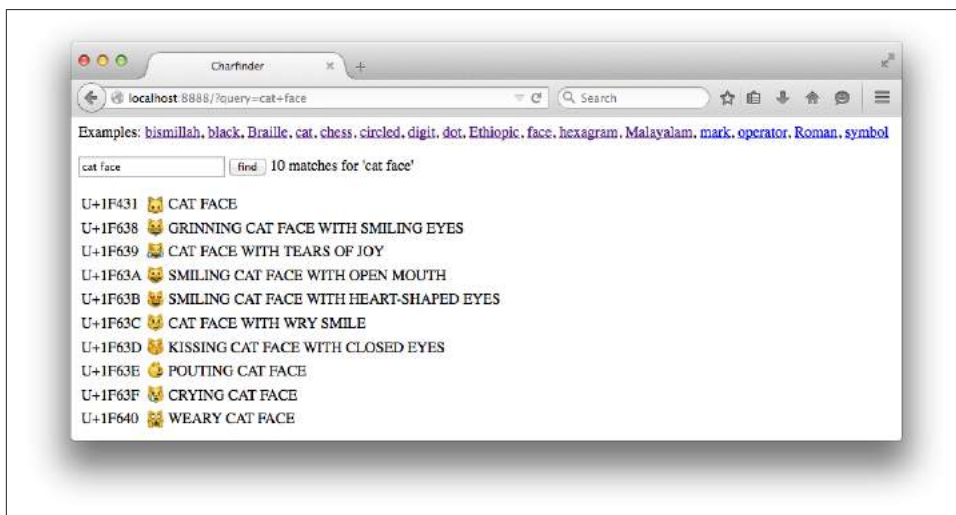 Charfinder
localhost:8888/?query=cat+face
Search
Examples: bismillah, black, Braille, cat, chess, circled, digit, dot, Ethiopic, face, hexagram, Malayalam, mark, operator, Roman, symbol
cat face find 10 matches for 'cat face'
U+1F431 🐱 CAT FACE
U+1F638 😸 GRINNING CAT FACE WITH SMILING EYES
U+1F639 😹 CAT FACE WITH TEARS OF JOY
U+1F63A 😺 SMILING CAT FACE WITH OPEN MOUTH
U+1F63B 😻 SMILING CAT FACE WITH HEART-SHAPED EYES
U+1F63C 😼 CAT FACE WITH WRY SMILE
U+1F63D 😽 KISSING CAT FACE WITH CLOSED EYES
U+1F63E 😾 POUTING CAT FACE
U+1F63F 😿 CRYING CAT FACE
U+1F640 🙀 WEARY CAT FACE